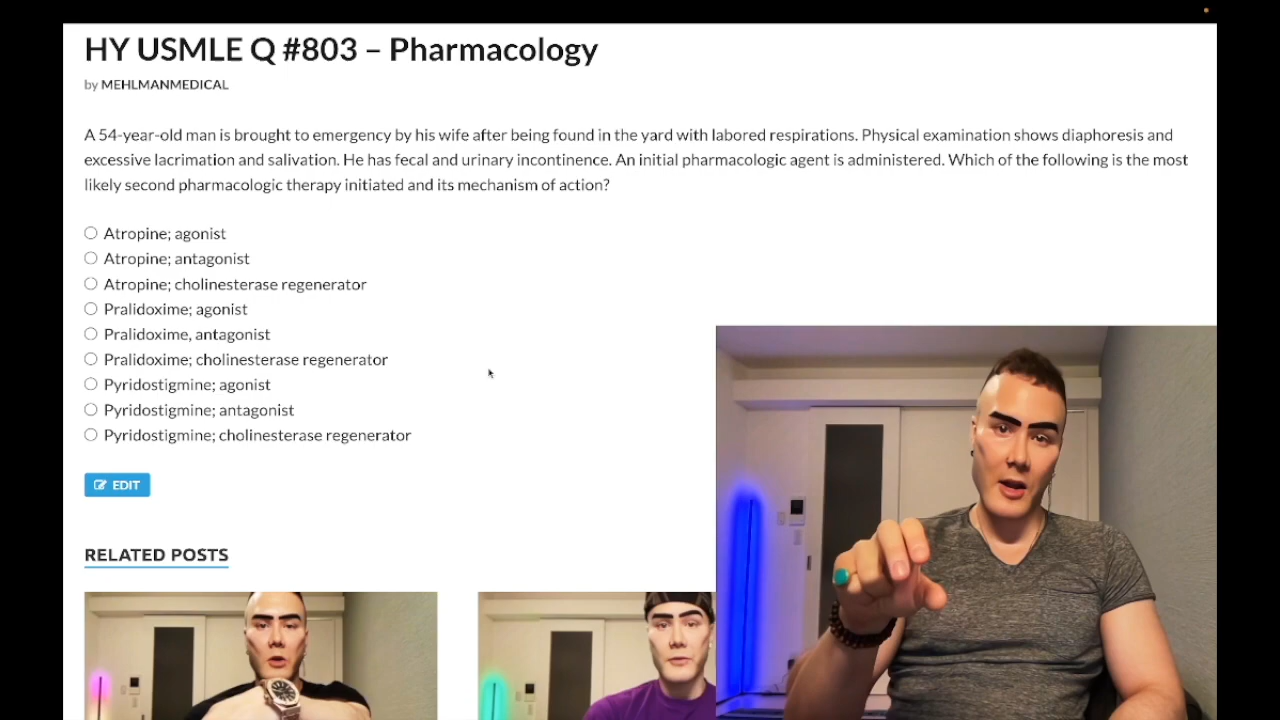 HY USMLE Q #803 – Pharmacology
by MEHLMANMEDICAL
A 54-year-old man is brought to emergency by his wife after being found in the yard with labored respirations. Physical examination shows diaphoresis and
excessive lacrimation and salivation. He has fecal and urinary incontinence. An initial pharmacologic agent is administered. Which of the following is the most
likely second pharmacologic therapy initiated and its mechanism of action?
Atropine; agonist
Atropine; antagonist
Atropine; cholinesterase regenerator
Pralidoxime; agonist
Pralidoxime, antagonist
Pralidoxime; cholinesterase regenerator
Pyridostigmine; agonist
Pyridostigmine; antagonist
Pyridostigmine; cholinesterase regenerator
EDIT
RELATED POSTS